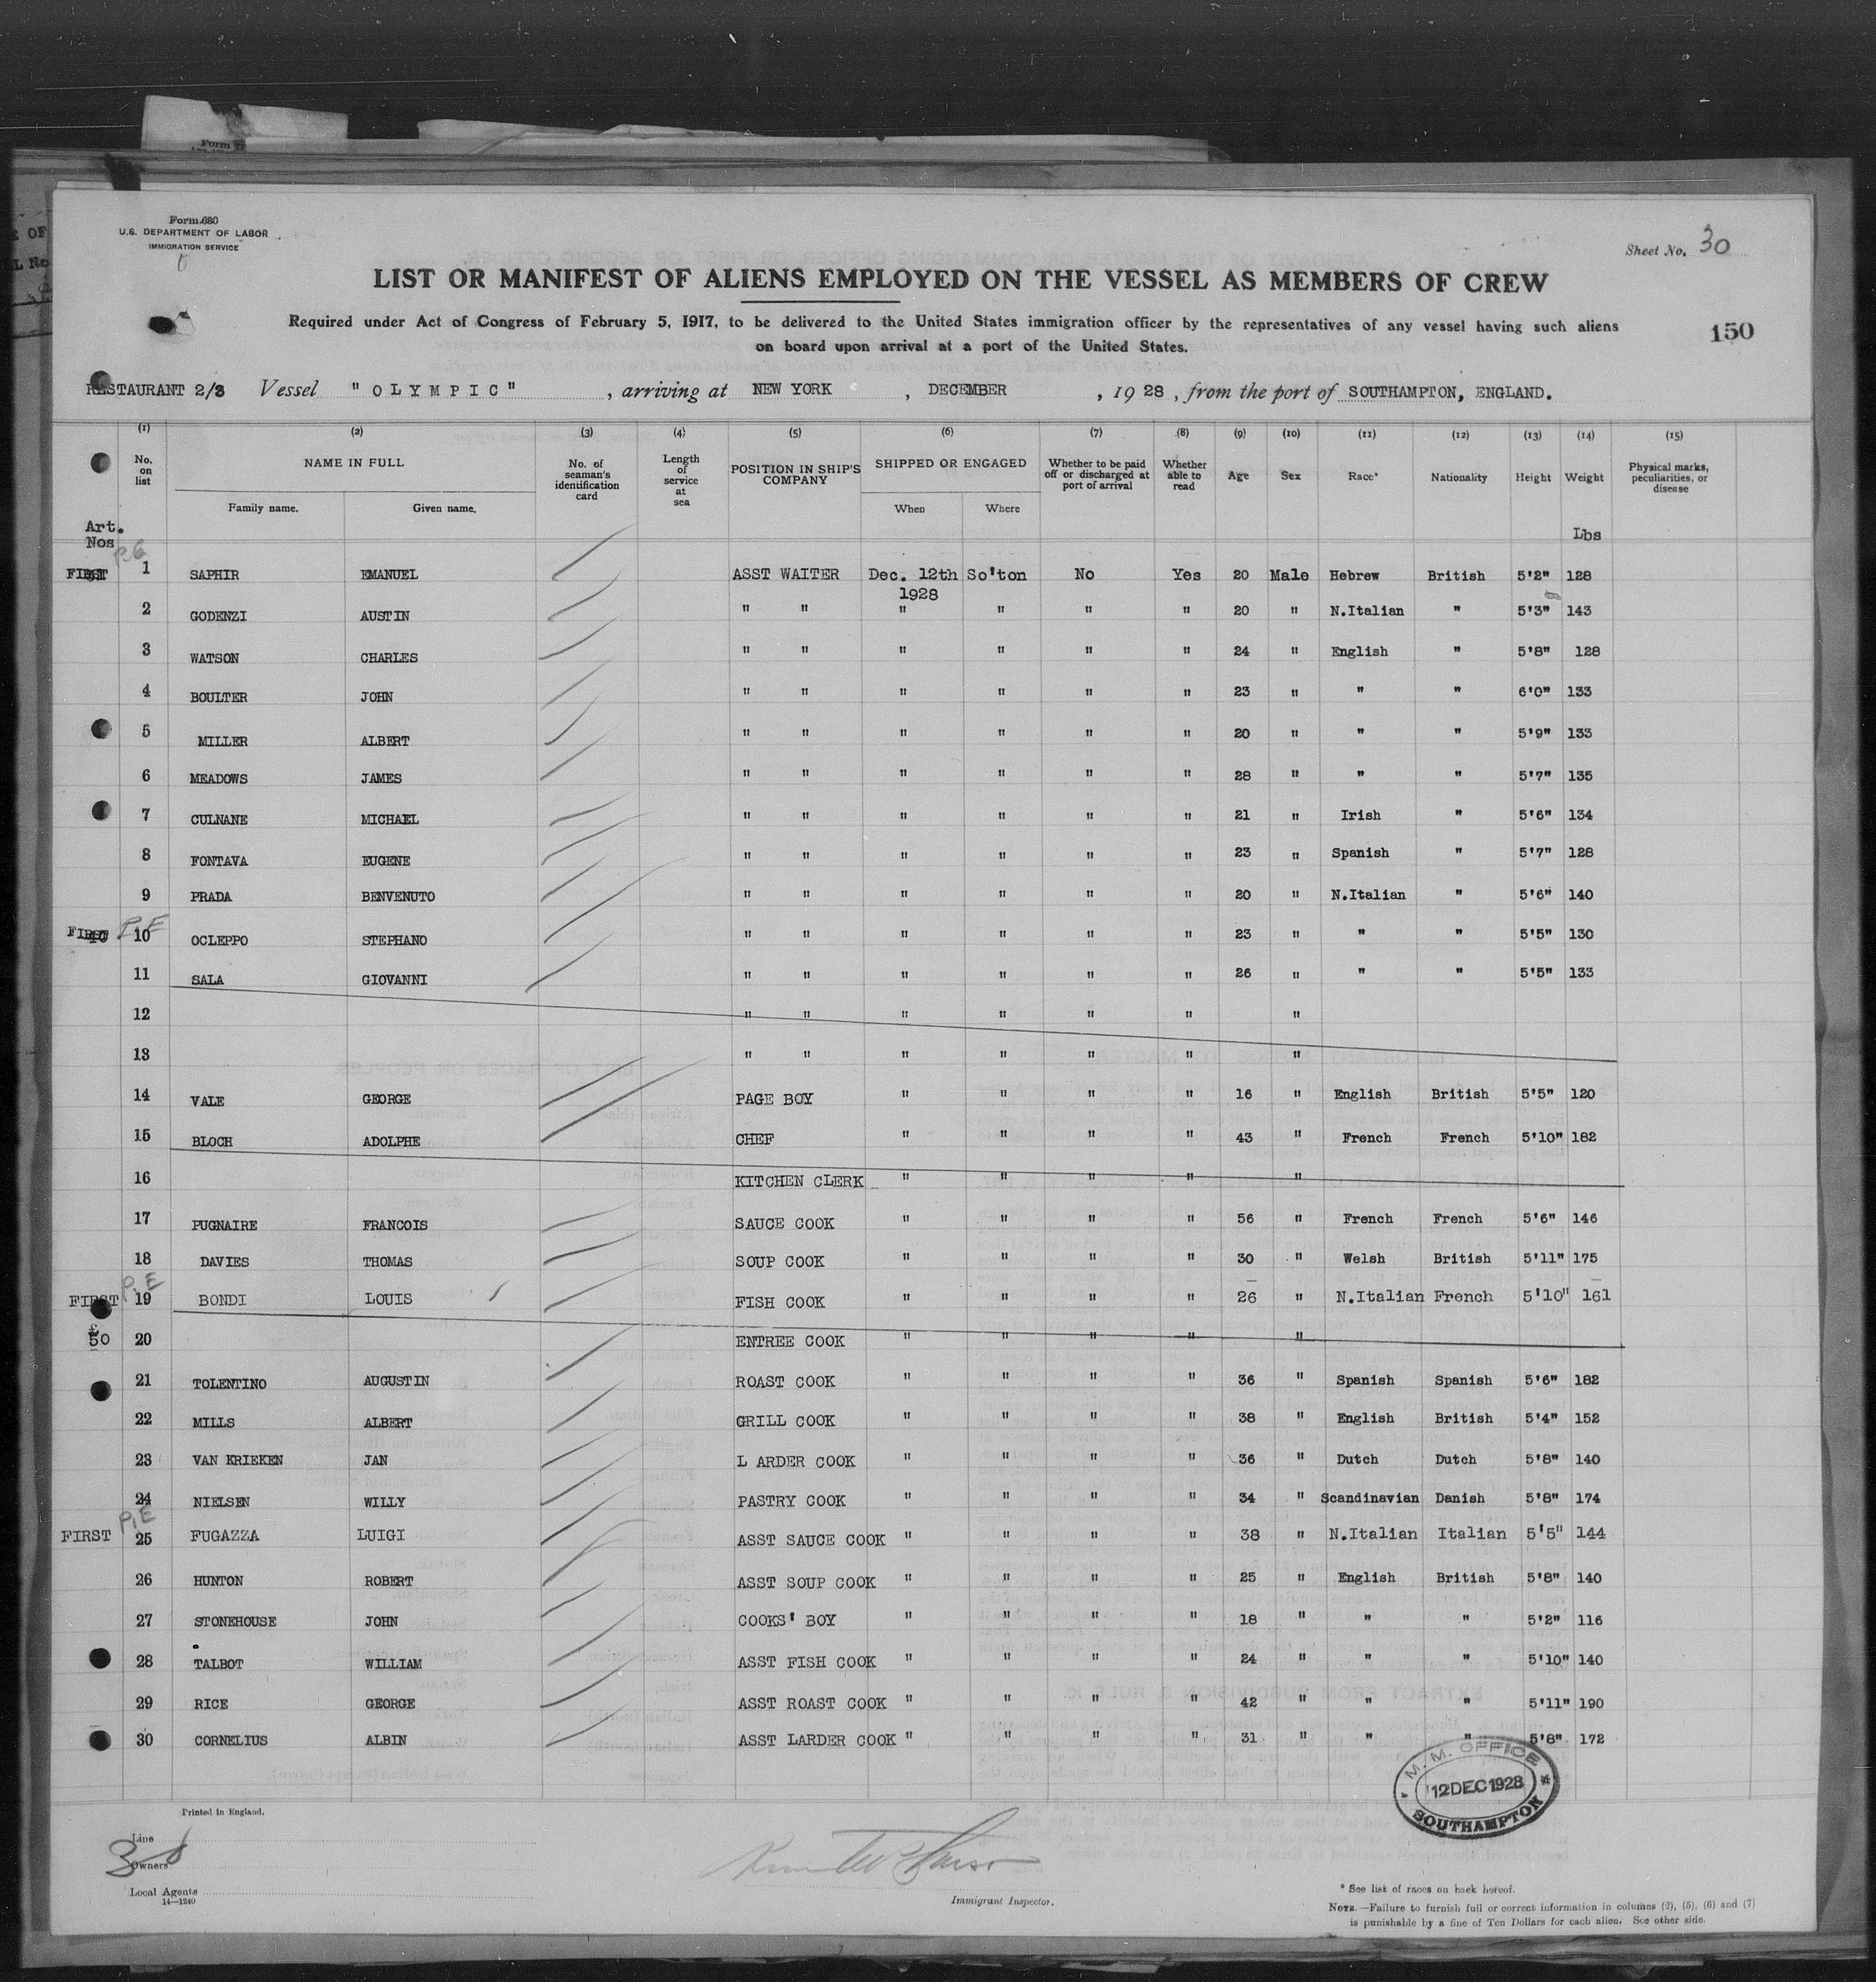 Form 680
U.S. DEPARTMENT OF LABOR
IMMIGRATION SERVICE
Sheet No. 30
LIST OR MANIFEST OF ALIENS EMPLOYED ON THE VESSEL AS MEMBERS OF CREW
Required under Act of Congress of February 5, 1917, to be delivered to the United States immigration officer by the representatives of any vessel having such aliens
on board upon arrival at a port of the United States.
150
RESTAURANT 2/3 Vessel "OLYMPIC", arriving at NEW YORK, DECEMBER, 1928, from the port of SOUTHAMPTON, ENGLAND.
(1) (2) (3) (4) (5) (6) (7) (8) (9) (10) (11) (12) (13) (14) (15)
No. on list NAME IN FULL Family name. Given name. No. of seaman's identification card Length of service at sea POSITION IN SHIP'S COMPANY SHIPPED OR ENGAGED When Where Whether to be paid off or discharged at port of arrival Whether able to read Age Sex Race* Nationality Height Weight Physical marks, peculiarities, or disease
Art. Nos Lbs
FIRST 1 SAPHIR EMANUEL ASST WAITER Dec. 12th 1928 So'ton No Yes 20 Male Hebrew British 5'2" 128
2 GODENZI AUSTIN " " " " " " 20 " N.Italian " 5'3" 143
3 WATSON CHARLES " " " " " " 24 " English " 5'8" 128
4 BOULTER JOHN " " " " " " 23 " " " 6'0" 133
5 MILLER ALBERT " " " " " " 20 " " " 5'9" 133
6 MEADOWS JAMES " " " " " " 28 " " " 5'7" 135
7 CULNANE MICHAEL " " " " " " 21 " Irish " 5'6" 134
8 FONTAVA EUGENE " " " " " " 23 " Spanish " 5'7" 128
9 PRADA BENVENUTO " " " " " " 20 " N.Italian " 5'6" 140
FIRST P.E 10 OCLEPPO STEPHANO " " " " " " 23 " " " 5'5" 130
11 SALA GIOVANNI " " " " " " 26 " " " 5'5" 133
12 " " " " " " "
13 " " " " " " "
14 VALE GEORGE PAGE BOY " " " " 16 " English British 5'5" 120
15 BLOCH ADOLPHE CHEF " " " " 43 " French French 5'10" 182
16 KITCHEN CLERK " " " " "
17 PUGNAIRE FRANCOIS SAUCE COOK " " " " 56 " French French 5'6" 146
18 DAVIES THOMAS SOUP COOK " " " " 30 " Welsh British 5'11" 175
FIRST P.E 19 BONDI LOUIS FISH COOK " " " " 26 " N.Italian French 5'10" 161
50 20 ENTREE COOK " " " " "
21 TOLENTINO AUGUSTIN ROAST COOK " " " " 36 " Spanish Spanish 5'6" 182
22 MILLS ALBERT GRILL COOK " " " " 38 " English British 5'4" 152
23 VAN KRIEKEN JAN L ARDER COOK " " " " 36 " Dutch Dutch 5'8" 140
24 NIELSEN WILLY PASTRY COOK " " " " 34 " Scandinavian Danish 5'8" 174
FIRST P.E 25 FUGAZZA LUIGI ASST SAUCE COOK " " " " 38 " N.Italian Italian 5'5" 144
26 HUNTON ROBERT ASST SOUP COOK " " " " 25 " English British 5'8" 140
27 STONEHOUSE JOHN COOKS' BOY " " " " 18 " " " 5'2" 116
28 TALBOT WILLIAM ASST FISH COOK " " " " 24 " " " 5'10" 140
29 RICE GEORGE ASST ROAST COOK " " " " 42 " " " 5'11" 190
30 CORNELIUS ALBIN ASST LARDER COOK " " " " 31 " " " 5'8" 172
M. M. OFFICE
12 DEC 1928
SOUTHAMPTON
Printed in England.
Line
Owners
Local Agents
14—1240
Immigrant Inspector.
* See list of races on back hereof.
NOTE.—Failure to furnish full or correct information in columns (2), (5), (6) and (7)
is punishable by a fine of Ten Dollars for each alien. See other side.